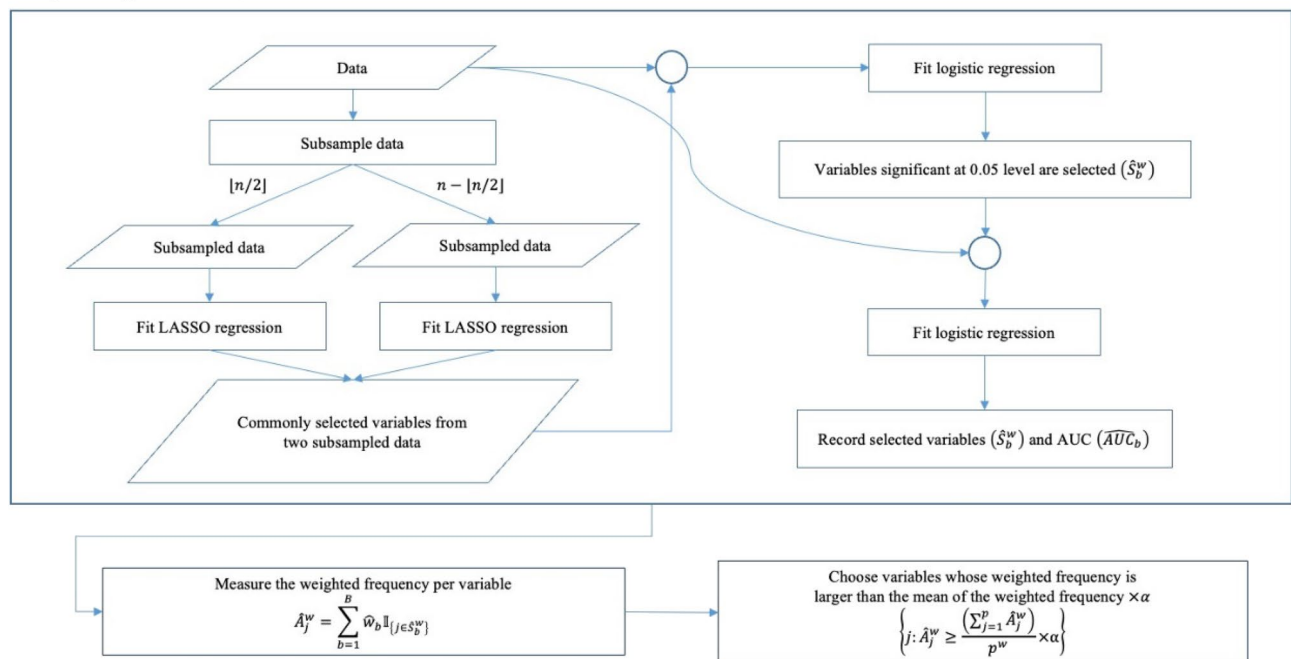 Data
Subsample data
⌊n/2⌋
n − ⌊n/2⌋
Subsampled data
Subsampled data
Fit LASSO regression
Fit LASSO regression
Commonly selected variables from
two subsampled data
Fit logistic regression
Variables significant at 0.05 level are selected (Ŝ_b^w)
Fit logistic regression
Record selected variables (Ŝ_b^w) and AUC (\widehat{AUC}_b)
Measure the weighted frequency per variable
Â_j^w = ∑_{b=1}^{B} ŵ_b 𝕀_{{j∈Ŝ_b^w}}
Choose variables whose weighted frequency is
larger than the mean of the weighted frequency ×α
{j: Â_j^w ≥ (∑_{j=1}^{p} Â_j^w) / p^w ×α}